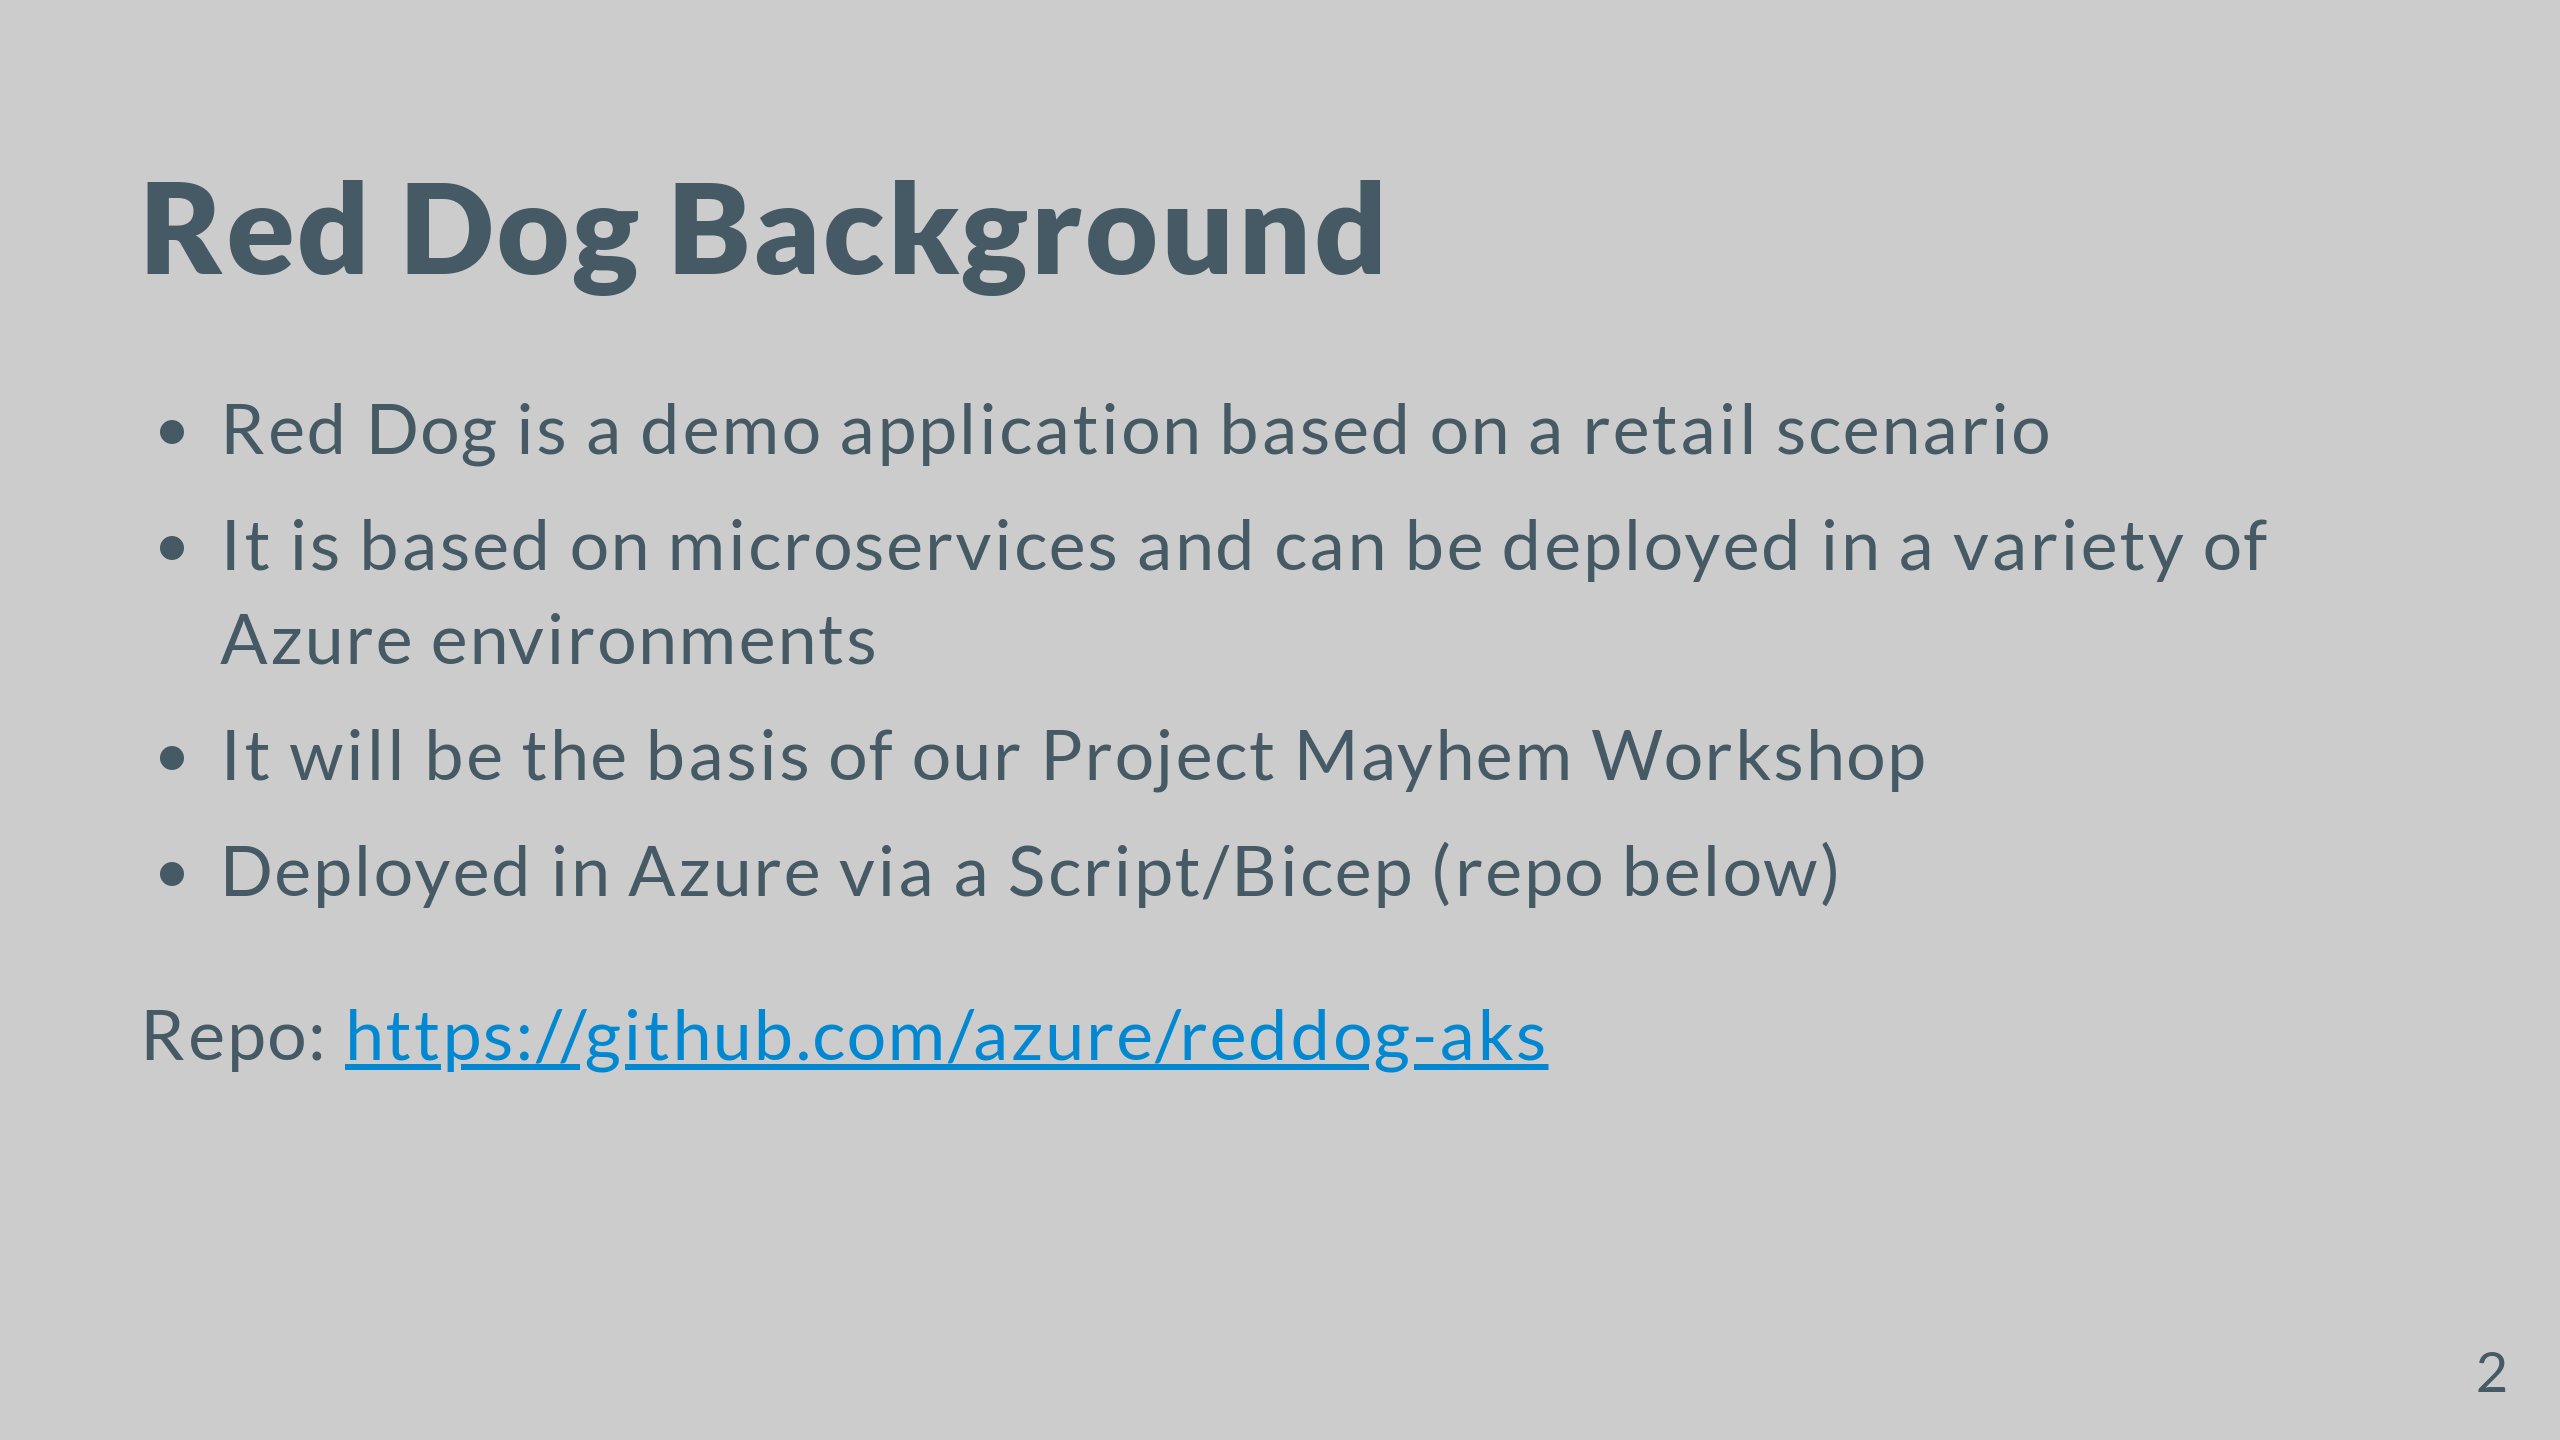 Red Dog Background
Red Dog is a demo application based on a retail scenario
It is based on microservices and can be deployed in a variety of
Azure environments
It will be the basis of our Project Mayhem Workshop
Deployed in Azure via a Script/Bicep (repo below)
Repo: https://github.com/azure/reddog-aks
2